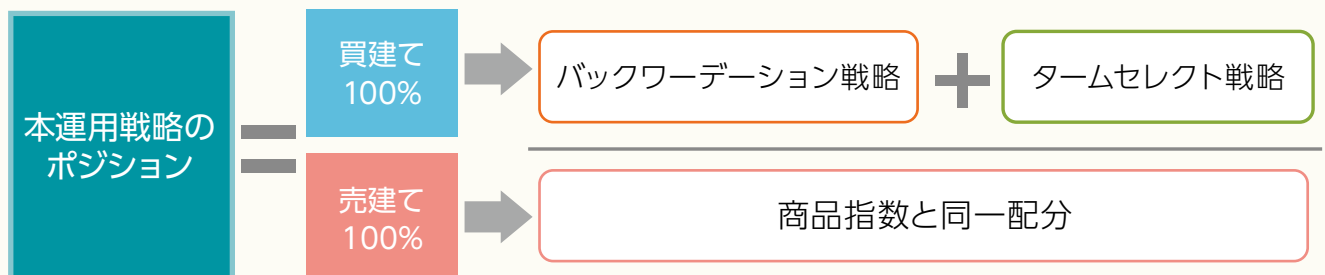 本運用戦略の
ポジション
買建て
100%
バックワーデーション戦略
タームセレクト戦略
売建て
100%
商品指数と同一配分